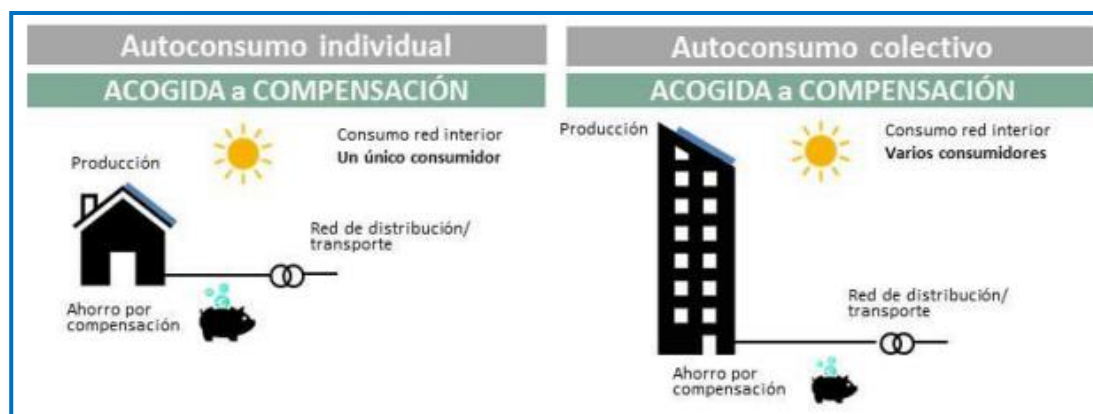 Autoconsumo individual
ACOGIDA a COMPENSACIÓN
Producción
Consumo red interior
Un único consumidor
Red de distribución/
transporte
Ahorro por
compensación
Autoconsumo colectivo
ACOGIDA a COMPENSACIÓN
Producción
Consumo red interior
Varios consumidores
Red de distribución/
transporte
Ahorro por
compensación